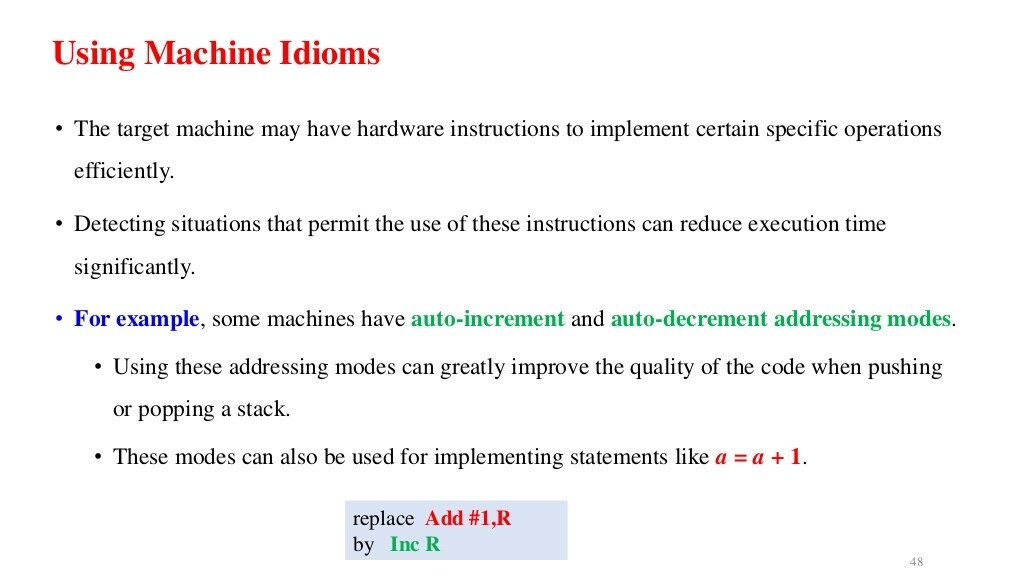 Using Machine Idioms
• The target machine may have hardware instructions to implement certain specific operations
efficiently.
• Detecting situations that permit the use of these instructions can reduce execution time
significantly.
• For example, some machines have auto-increment and auto-decrement addressing modes.
• Using these addressing modes can greatly improve the quality of the code when pushing
or popping a stack.
• These modes can also be used for implementing statements like a = a + 1.
replace Add #1,R
by Inc R
48